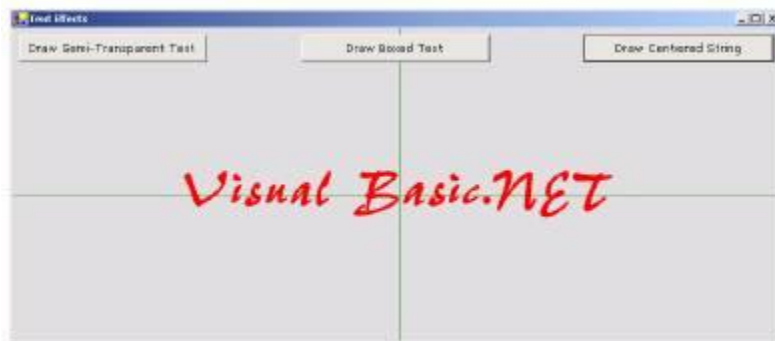 Text Effects
Draw Semi-Transparent Text
Draw Boxed Text
Draw Centered String
Visual Basic.NET